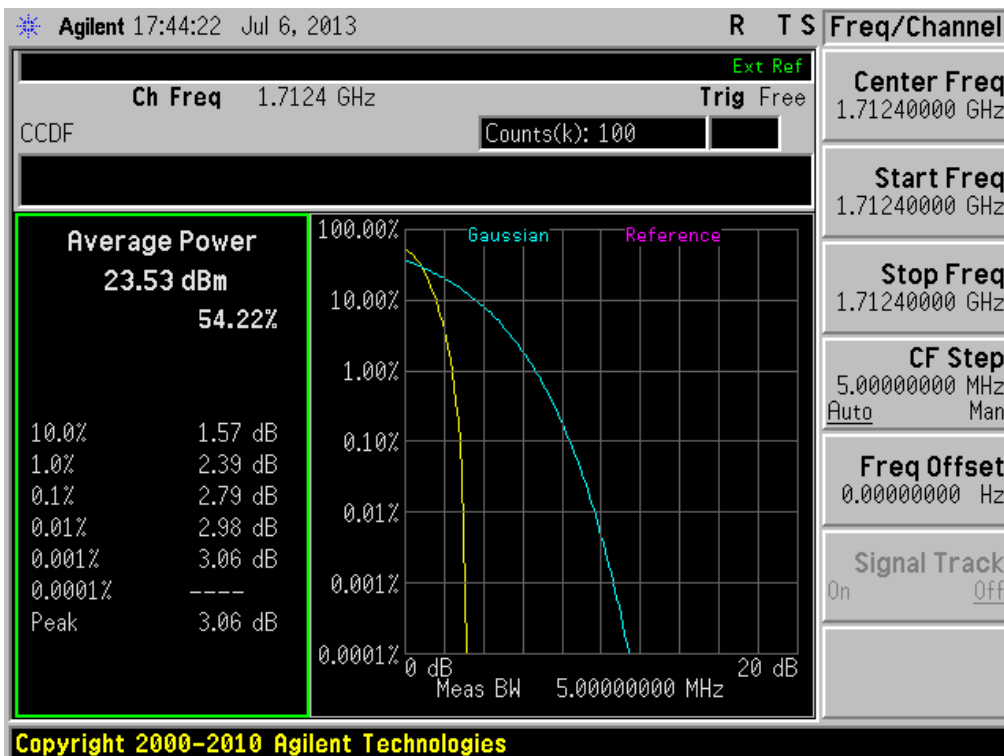 Agilent 17:44:22 Jul 6, 2013 R T S
Ext Ref
Ch Freq 1.7124 GHz Trig Free
CCDF Counts(k): 100
Average Power
23.53 dBm
54.22%
10.0% 1.57 dB
1.0% 2.39 dB
0.1% 2.79 dB
0.01% 2.98 dB
0.001% 3.06 dB
0.0001% ----
Peak 3.06 dB
Gaussian Reference
100.00%
10.00%
1.00%
0.10%
0.01%
0.001%
0.0001%
0 dB 20 dB
Meas BW 5.00000000 MHz
Freq/Channel
Center Freq
1.71240000 GHz
Start Freq
1.71240000 GHz
Stop Freq
1.71240000 GHz
CF Step
5.00000000 MHz
Auto Man
Freq Offset
0.00000000 Hz
Signal Track
On Off
Copyright 2000-2010 Agilent Technologies